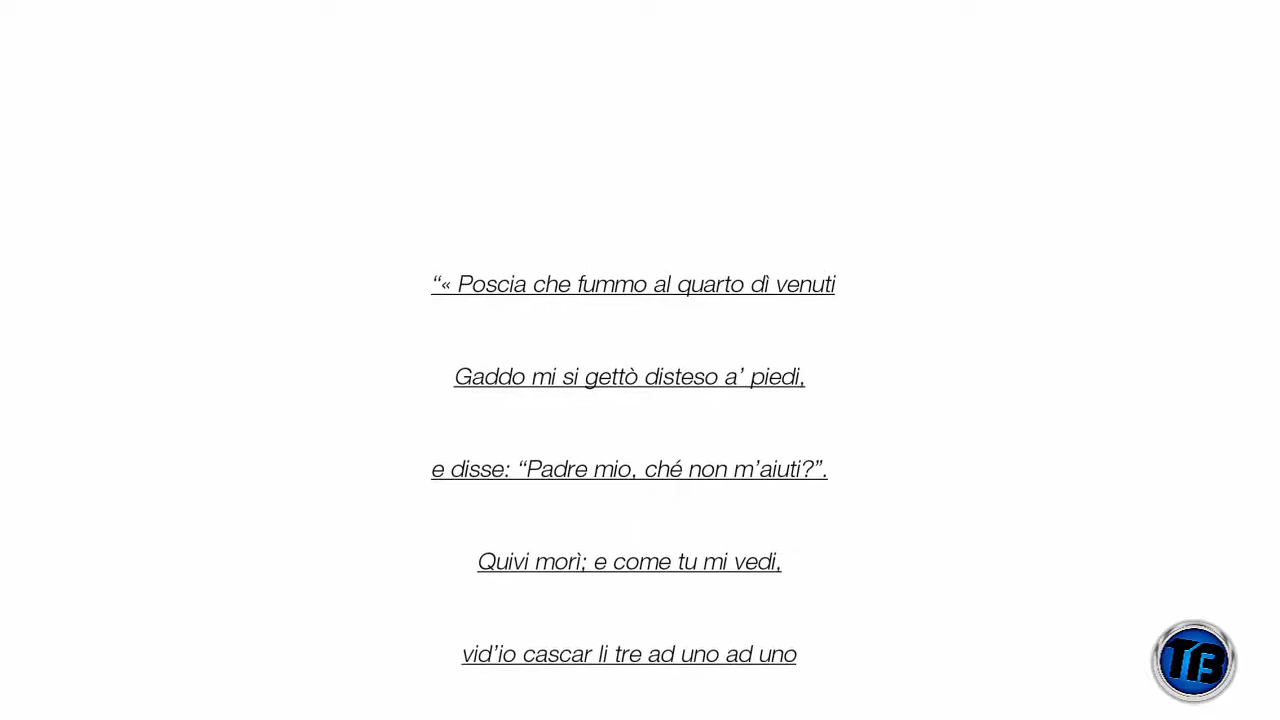 “« Poscia che fummo al quarto dì venuti
Gaddo mi si gettò disteso a’ piedi,
e disse: “Padre mio, ché non m’aiuti?”.
Quivi morì; e come tu mi vedi,
vid’io cascar li tre ad uno ad uno
TB